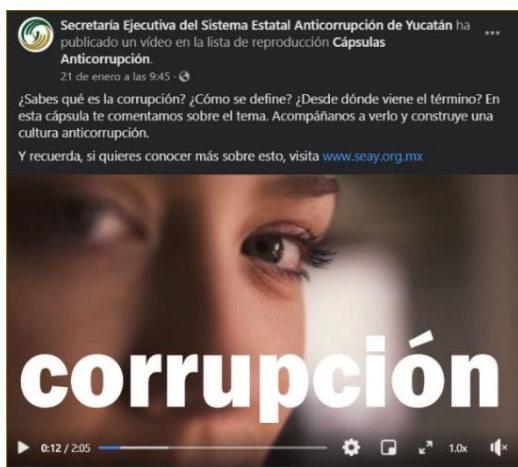 Secretaría Ejecutiva del Sistema Estatal Anticorrupción de Yucatán ha
publicado un vídeo en la lista de reproducción Cápsulas
Anticorrupción.
21 de enero a las 9:45 ·
¿Sabes qué es la corrupción? ¿Cómo se define? ¿Desde dónde viene el término? En
esta cápsula te comentamos sobre el tema. Acompáñanos a verlo y construye una
cultura anticorrupción.
Y recuerda, si quieres conocer más sobre esto, visita www.seay.org.mx
corrupción
0:12 / 2:05
1.0x